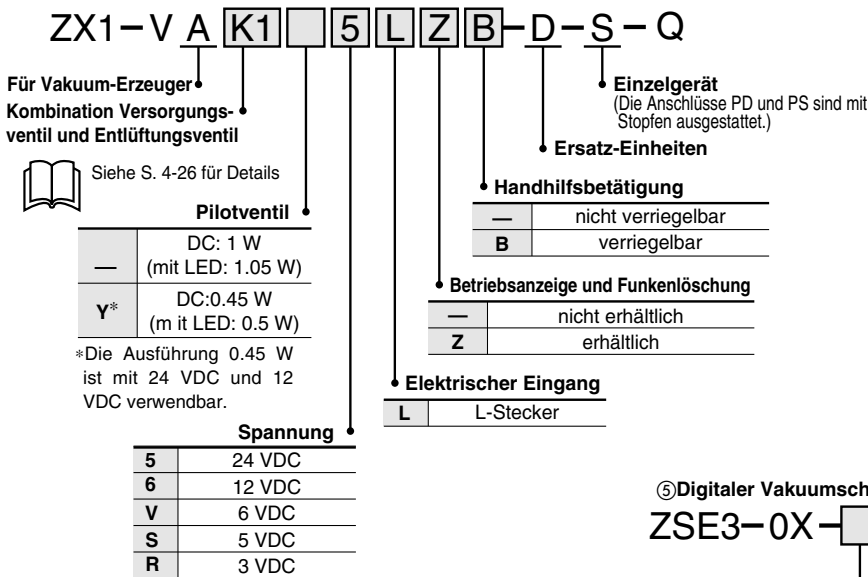 ZX1-V A K1 5 L Z B-D-S-Q
Für Vakuum-Erzeuger
Kombination Versorgungs-
ventil und Entlüftungsventil
Siehe S. 4-26 für Details
Einzelgerät
(Die Anschlüsse PD und PS sind mit
Stopfen ausgestattet.)
Ersatz-Einheiten
Handhilfsbetätigung
— nicht verriegelbar
B verriegelbar
Pilotventil
DC: 1 W
— (mit LED: 1.05 W)
Y* DC:0.45 W
(m it LED: 0.5 W)
*Die Ausführung 0.45 W
ist mit 24 VDC und 12
VDC verwendbar.
Betriebsanzeige und Funkenlöschung
— nicht erhältlich
Z erhältlich
Elektrischer Eingang
L L-Stecker
Spannung
5 24 VDC
6 12 VDC
V 6 VDC
S 5 VDC
R 3 VDC
⑤Digitaler Vakuumsch
ZSE3-0X-